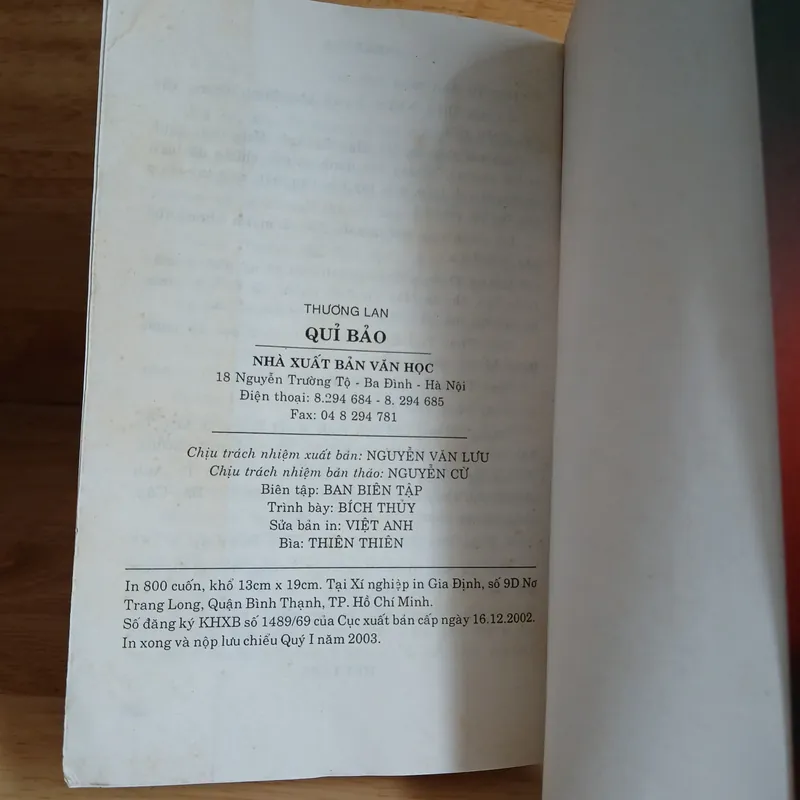 THƯƠNG LAN
QUỈ BẢO
NHÀ XUẤT BẢN VĂN HỌC
18 Nguyễn Trường Tộ - Ba Đình - Hà Nội
Điện thoại: 8.294 684 - 8. 294 685
Fax: 04 8 294 781
Chịu trách nhiệm xuất bản: NGUYỄN VĂN LƯU
Chịu trách nhiệm bản thảo: NGUYỄN CỪ
Biên tập: BAN BIÊN TẬP
Trình bày: BÍCH THỦY
Sửa bản in: VIỆT ANH
Bìa: THIÊN THIÊN
In 800 cuốn, khổ 13cm x 19cm. Tại Xí nghiệp in Gia Định, số 9D Nơ
Trang Long, Quận Bình Thạnh, TP. Hồ Chí Minh.
Số đăng ký KHXB số 1489/69 của Cục xuất bản cấp ngày 16.12.2002.
In xong và nộp lưu chiểu Quý I năm 2003.